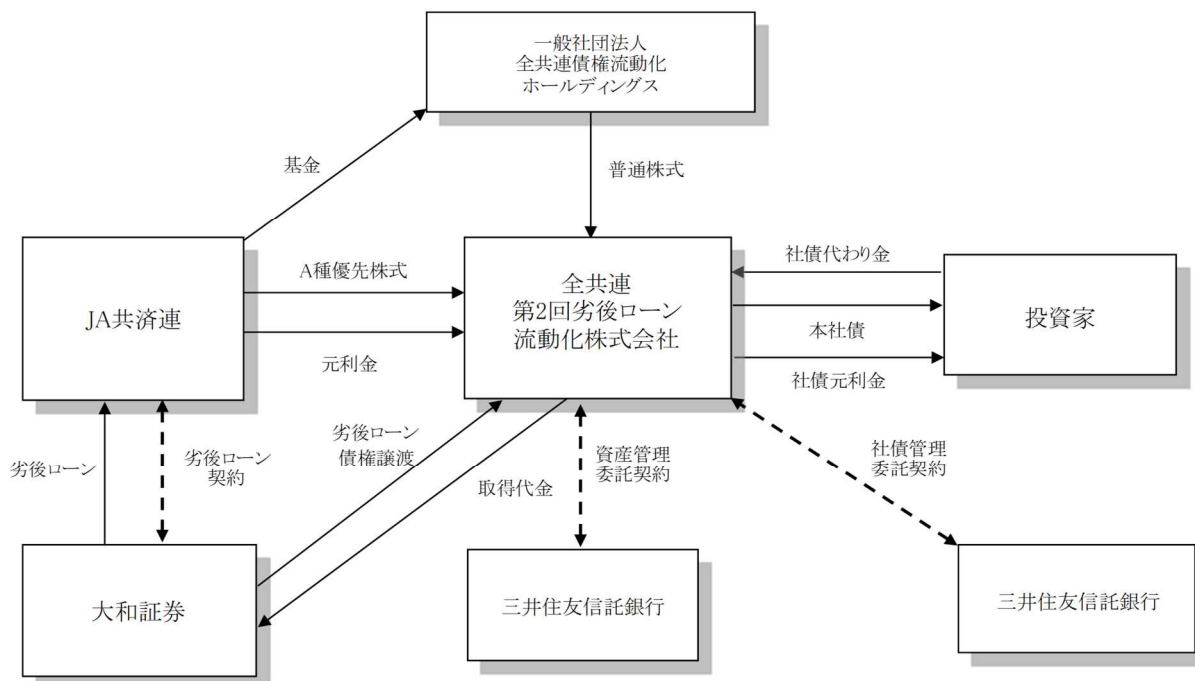 一般社団法人
全共連債権流動化
ホールディングス
基金
普通株式
JA共済連
A種優先株式
元利金
全共連
第2回劣後ローン
流動化株式会社
社債代わり金
本社債
社債元利金
投資家
劣後ローン
劣後ローン
契約
劣後ローン
債権譲渡
取得代金
資産管理
委託契約
社債管理
委託契約
大和証券
三井住友信託銀行
三井住友信託銀行